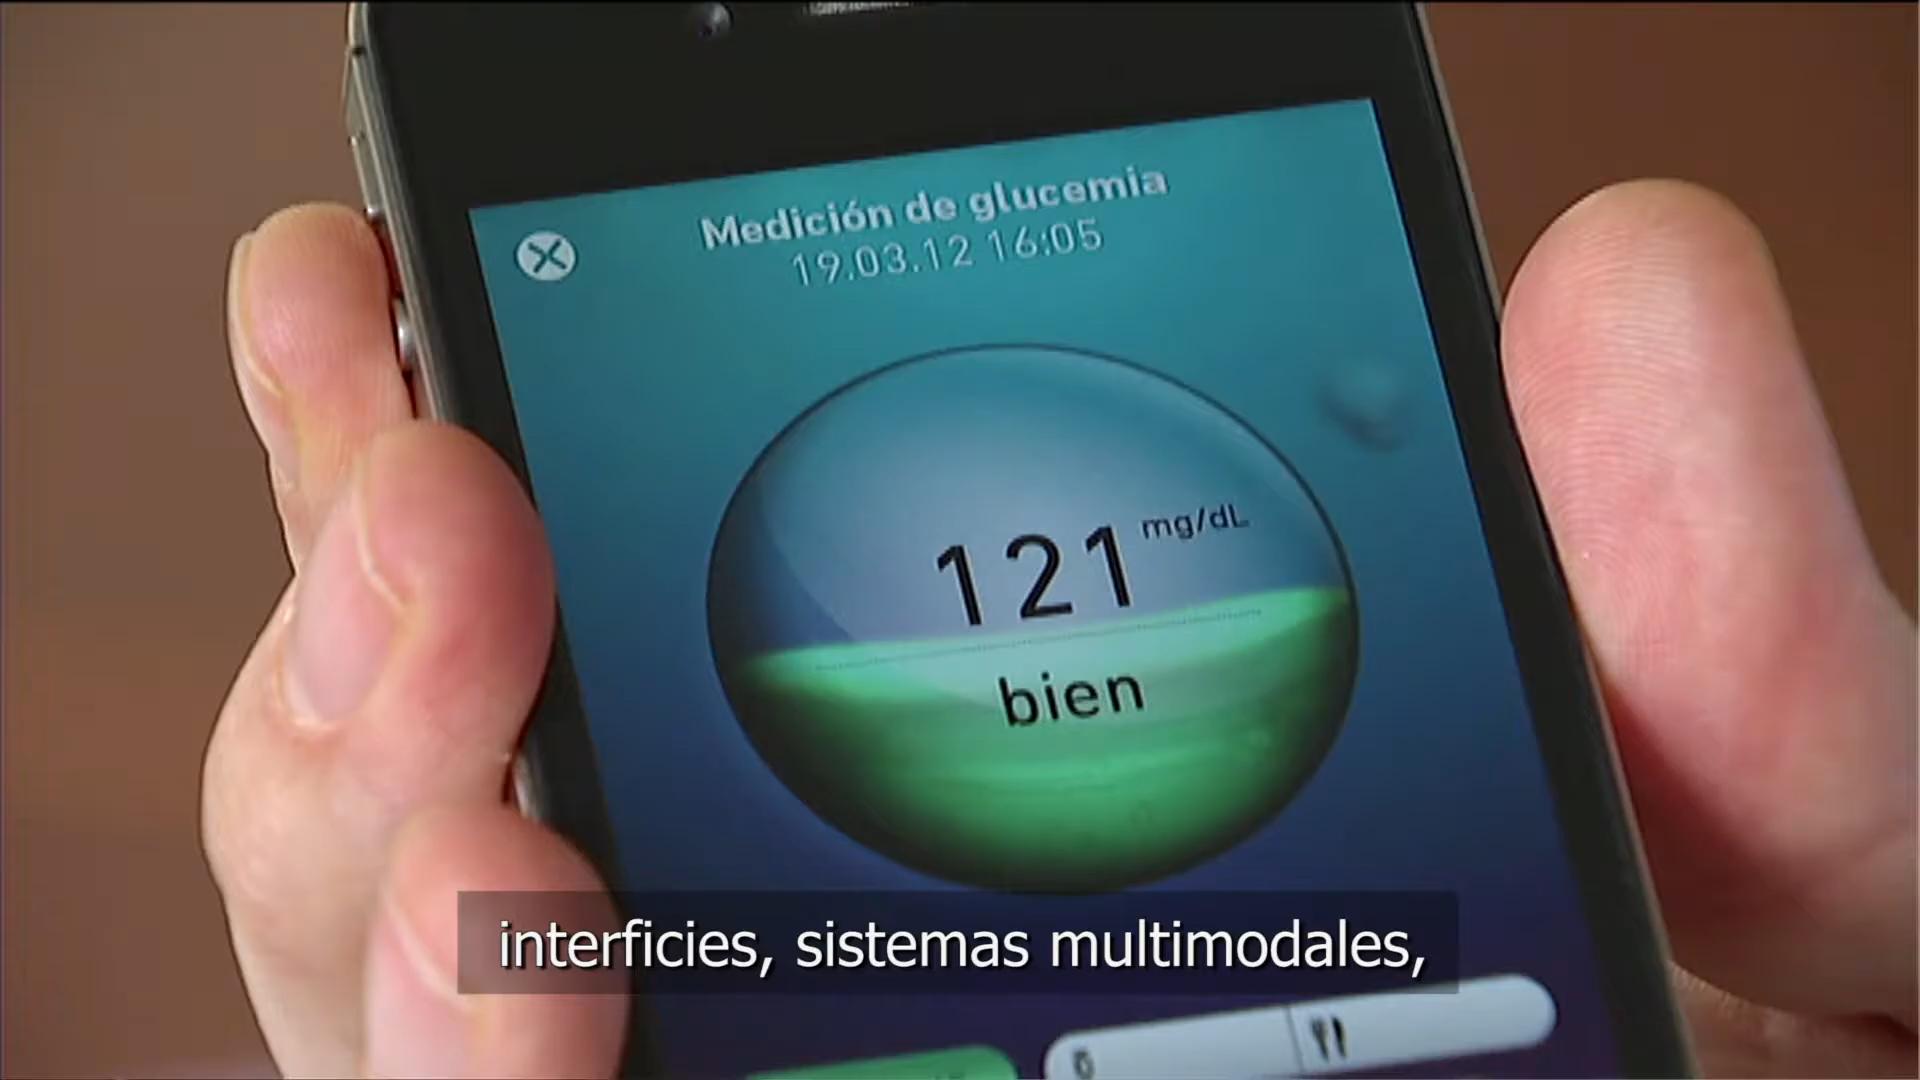 Medición de glucemia
19.03.12 16:05
121 mg/dL
bien
interficies, sistemas multimodales,